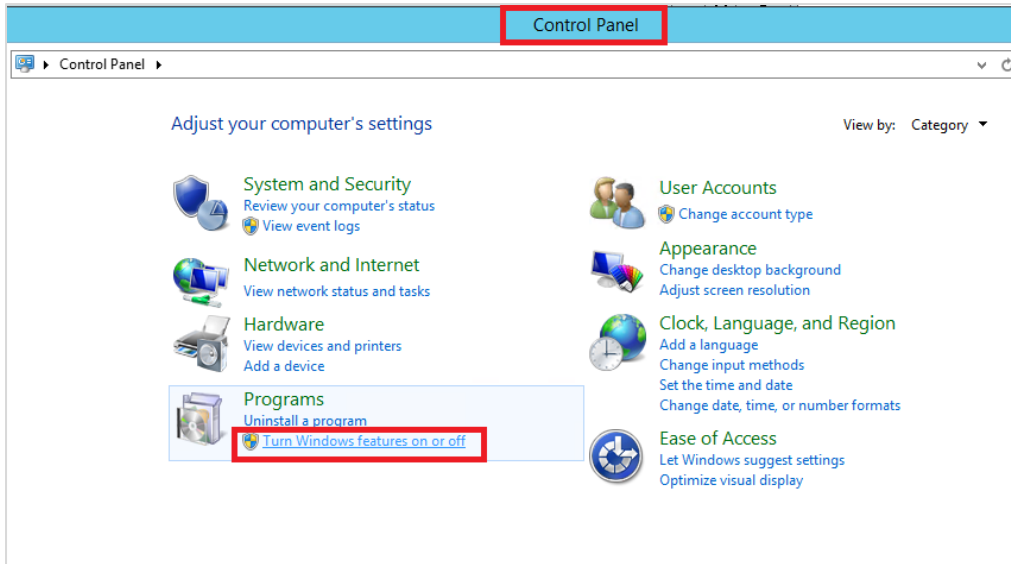 Control Panel
Control Panel
Adjust your computer's settings
View by: Category
System and Security
Review your computer's status
View event logs
Network and Internet
View network status and tasks
Hardware
View devices and printers
Add a device
Programs
Uninstall a program
Turn Windows features on or off
User Accounts
Change account type
Appearance
Change desktop background
Adjust screen resolution
Clock, Language, and Region
Add a language
Change input methods
Set the time and date
Change date, time, or number formats
Ease of Access
Let Windows suggest settings
Optimize visual display